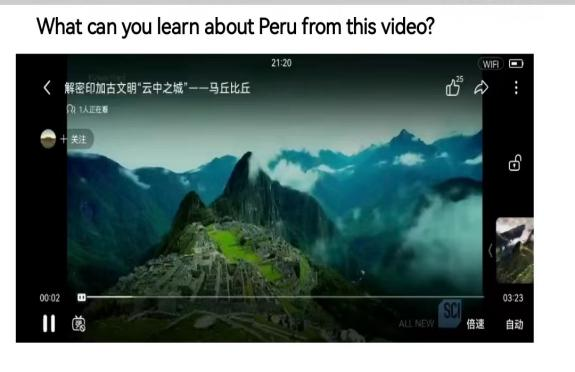 What can you learn about Peru from this video?
21:20
WIFI
解密印加古文明“云中之城”——马丘比丘
25
1人正在看
+ 关注
00:02
03:23
ALL NEW SCI
倍速
自动